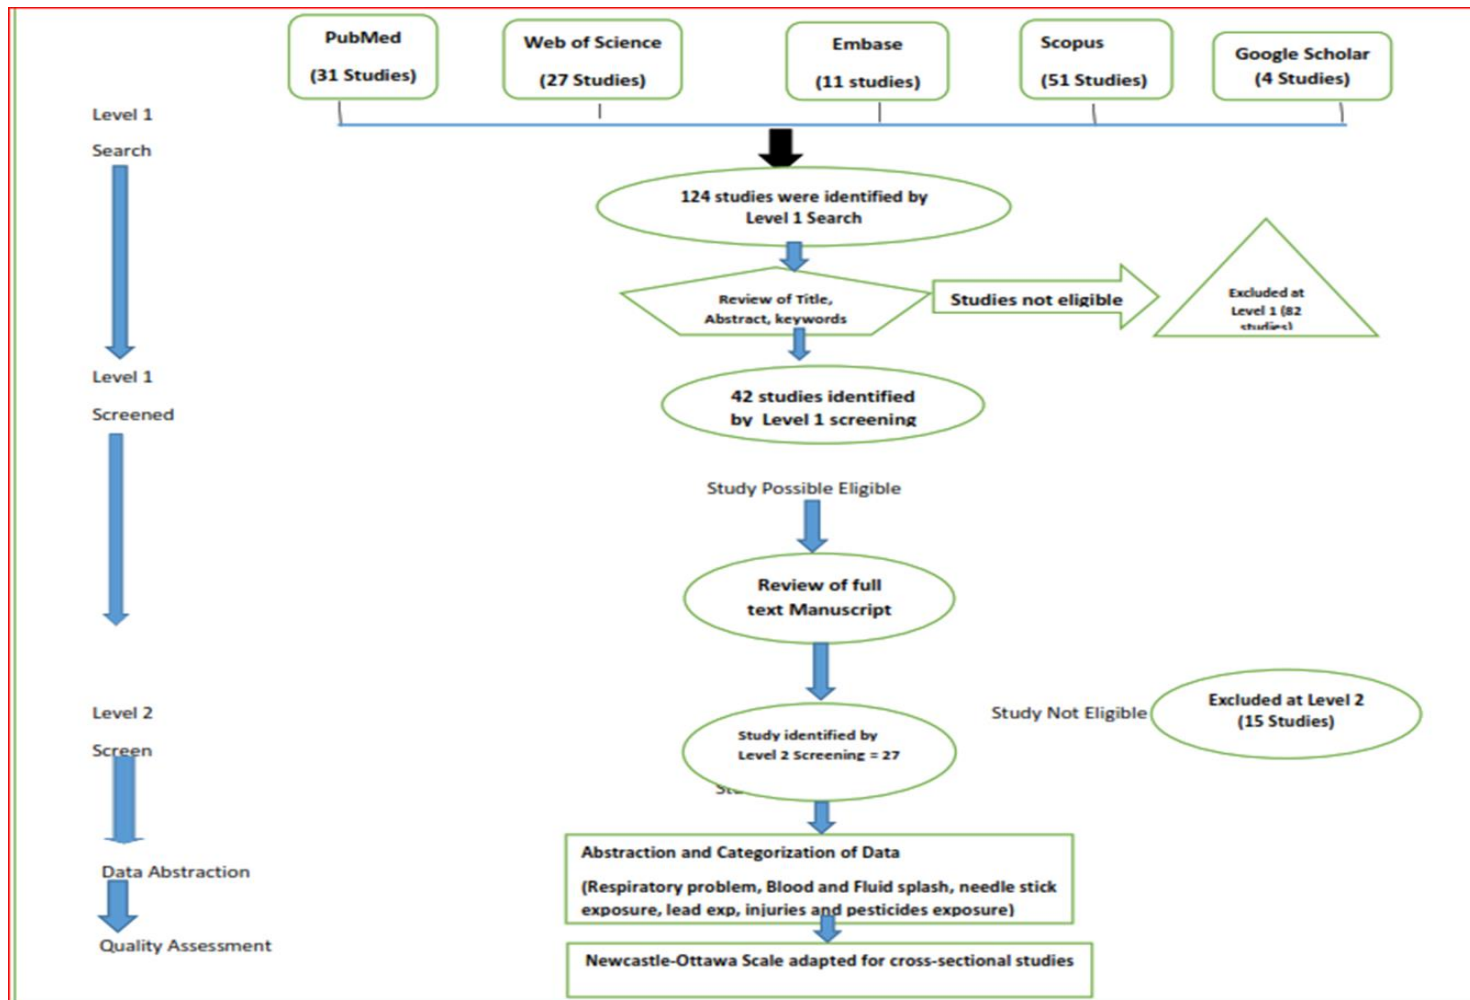 PubMed
(31 Studies)
Web of Science
(27 Studies)
Embase
(11 studies)
Scopus
(51 Studies)
Google Scholar
(4 Studies)
Level 1
Search
124 studies were identified by
Level 1 Search
Review of Title,
Abstract, keywords
Studies not eligible
Excluded at
Level 1 (82
studies)
Level 1
Screened
42 studies identified
by Level 1 screening
Study Possible Eligible
Review of full
text Manuscript
Level 2
Screen
Study identified by
Level 2 Screening = 27
Study Not Eligible
Excluded at Level 2
(15 Studies)
Data Abstraction
Abstraction and Categorization of Data
(Respiratory problem, Blood and Fluid splash, needle stick
exposure, lead exp, injuries and pesticides exposure)
Quality Assessment
Newcastle-Ottawa Scale adapted for cross-sectional studies